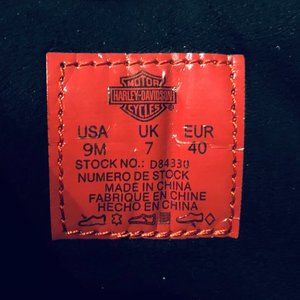 MOTOR
HARLEY-DAVIDSON
CYCLES
USA UK EUR
9M 7 40
STOCK NO.: D84330
NUMERO DE STOCK
MADE IN CHINA
FABRIQUE EN CHINE
HECHO EN CHINA